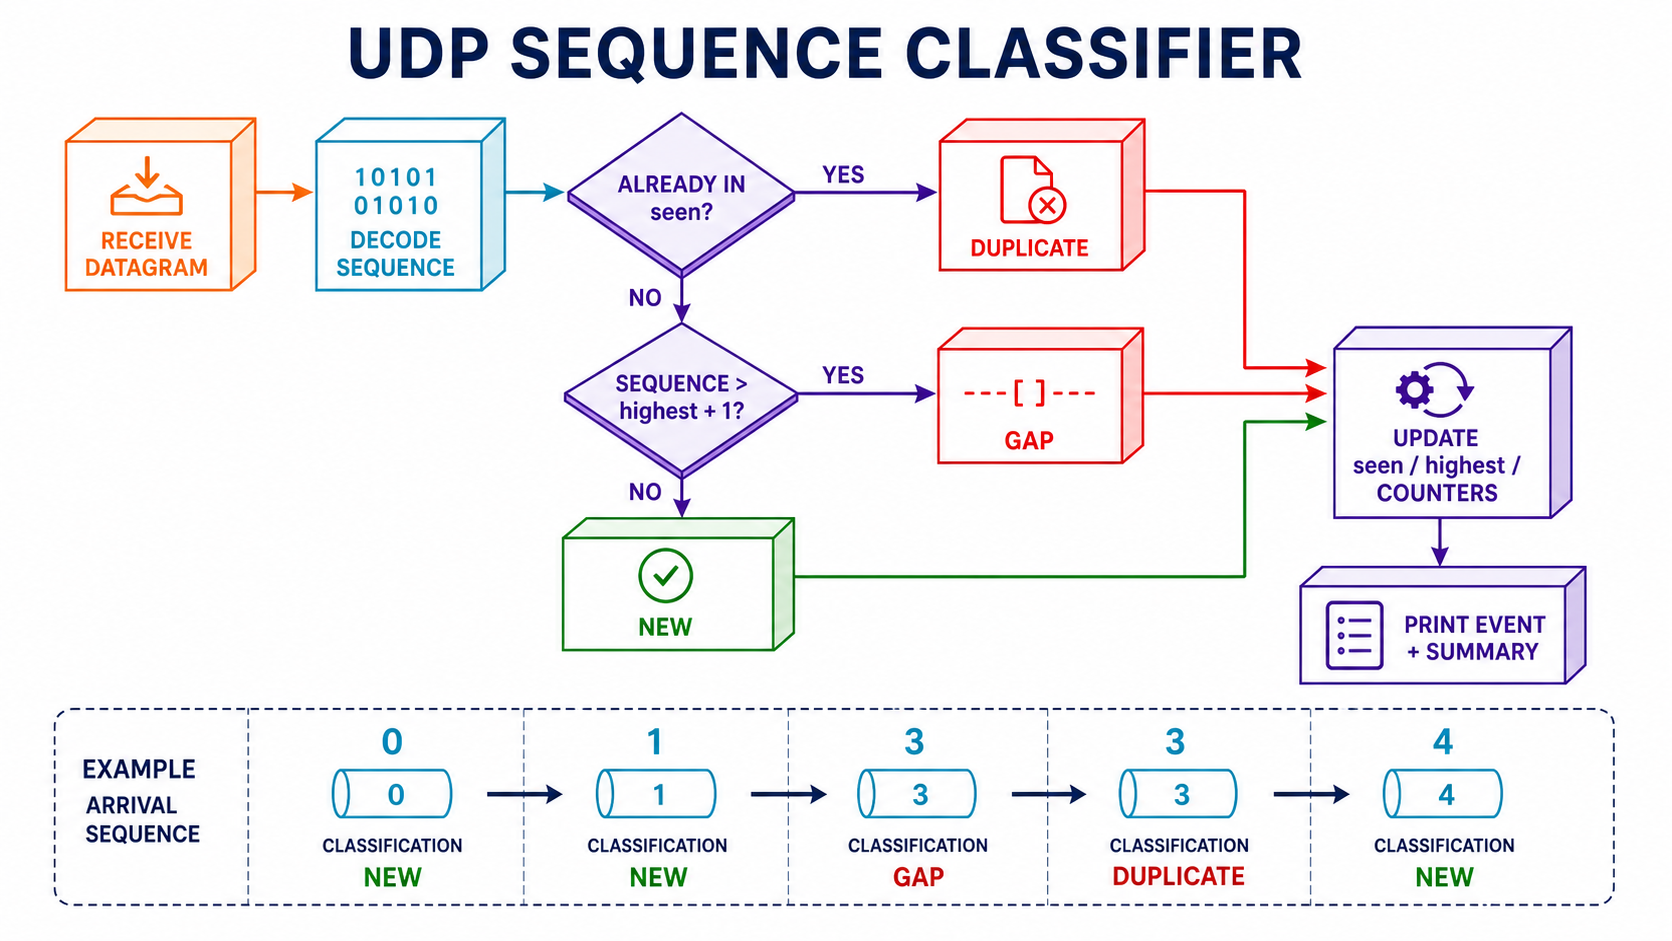 UDP SEQUENCE CLASSIFIER
10101
01010
RECEIVE
DATAGRAM
DECODE
SEQUENCE
ALREADY IN
seen?
YES
DUPLICATE
NO
SEQUENCE >
highest + 1?
YES
---[ ]---
GAP
NO
NEW
UPDATE
seen / highest /
COUNTERS
PRINT EVENT
+ SUMMARY
EXAMPLE
ARRIVAL
SEQUENCE
0
0
CLASSIFICATION
NEW
1
1
CLASSIFICATION
NEW
3
3
CLASSIFICATION
GAP
3
3
CLASSIFICATION
DUPLICATE
4
4
CLASSIFICATION
NEW